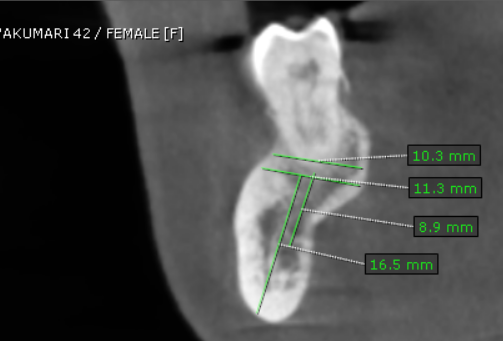 'AKUMARI 42 / FEMALE [F]
10.3 mm
11.3 mm
8.9 mm
16.5 mm